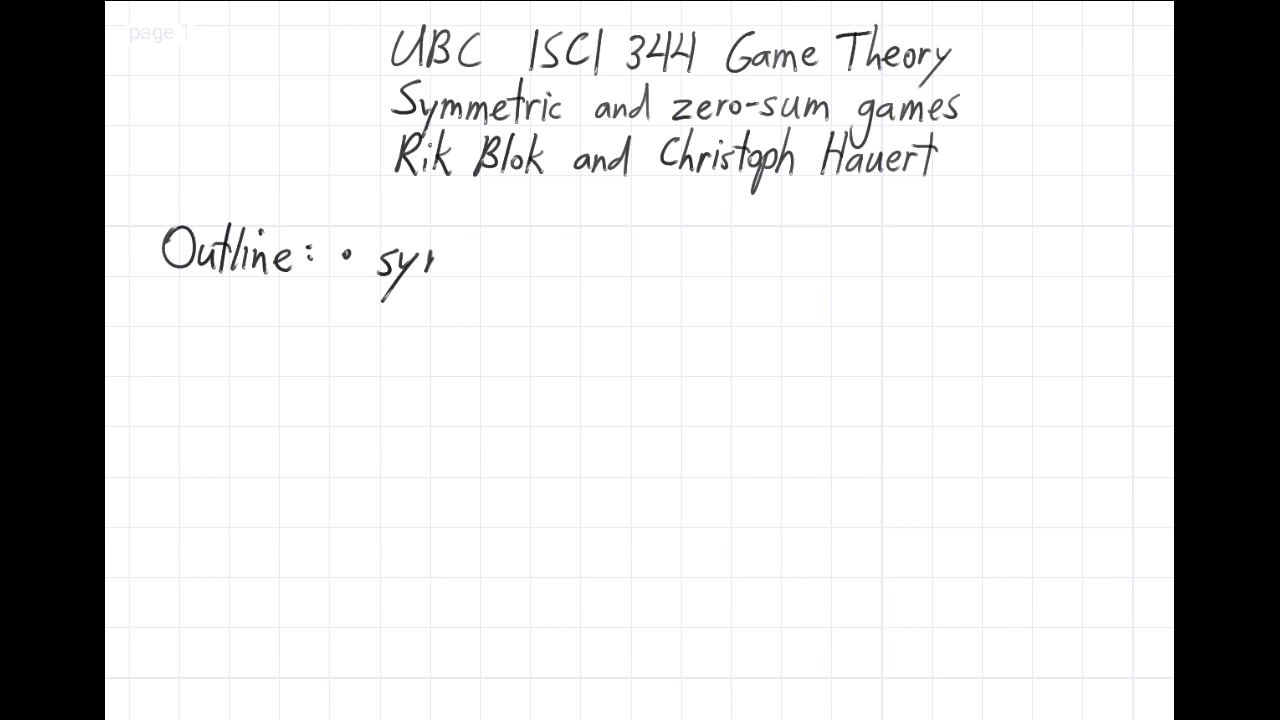 page 1
UBC ISCI 344 Game Theory
Symmetric and zero-sum games
Rik Blok and Christoph Hauert
Outline: • sy